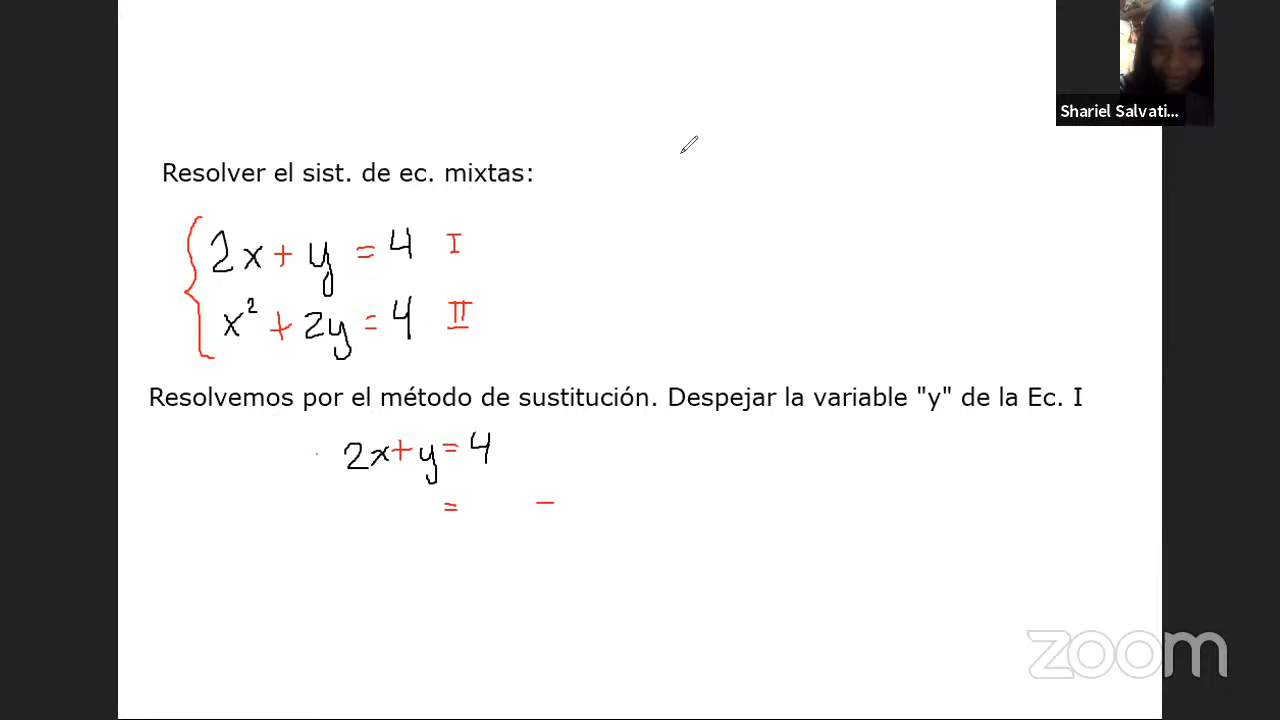 Shariel Salvati...
Resolver el sist. de ec. mixtas:
2x + y = 4 I
x² + 2y = 4 II
Resolvemos por el método de sustitución. Despejar la variable "y" de la Ec. I
2x + y = 4
= −
zoom